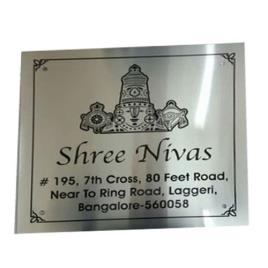 Shree Nivas
# 195, 7th Cross, 80 Feet Road,
Near To Ring Road, Laggeri,
Bangalore-560058